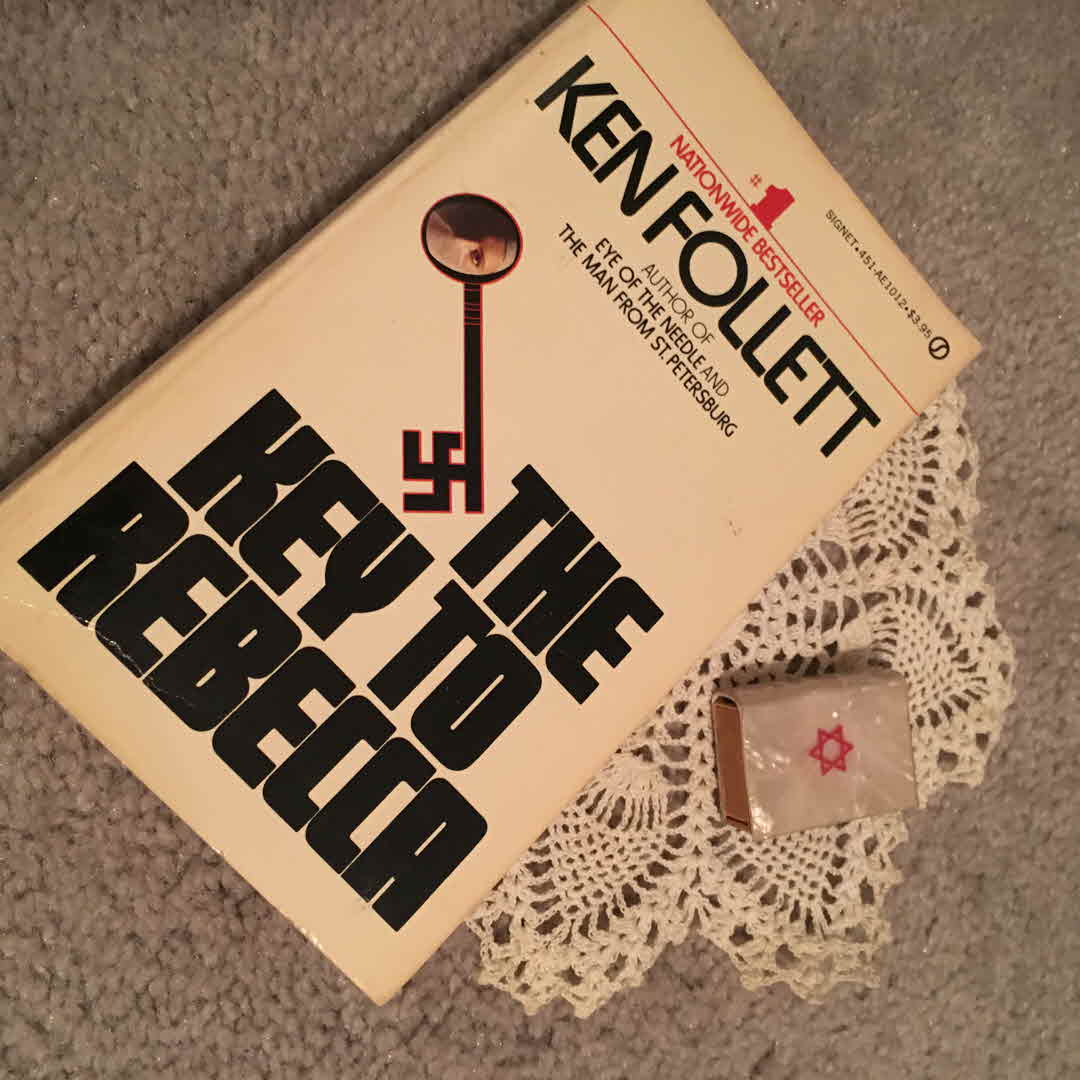 SIGNET•451-AE1012•$3.95
#1
NATIONWIDE BESTSELLER
KEN FOLLETT
AUTHOR OF
EYE OF THE NEEDLE AND
THE MAN FROM ST. PETERSBURG
THE
KEY TO
REBECCA